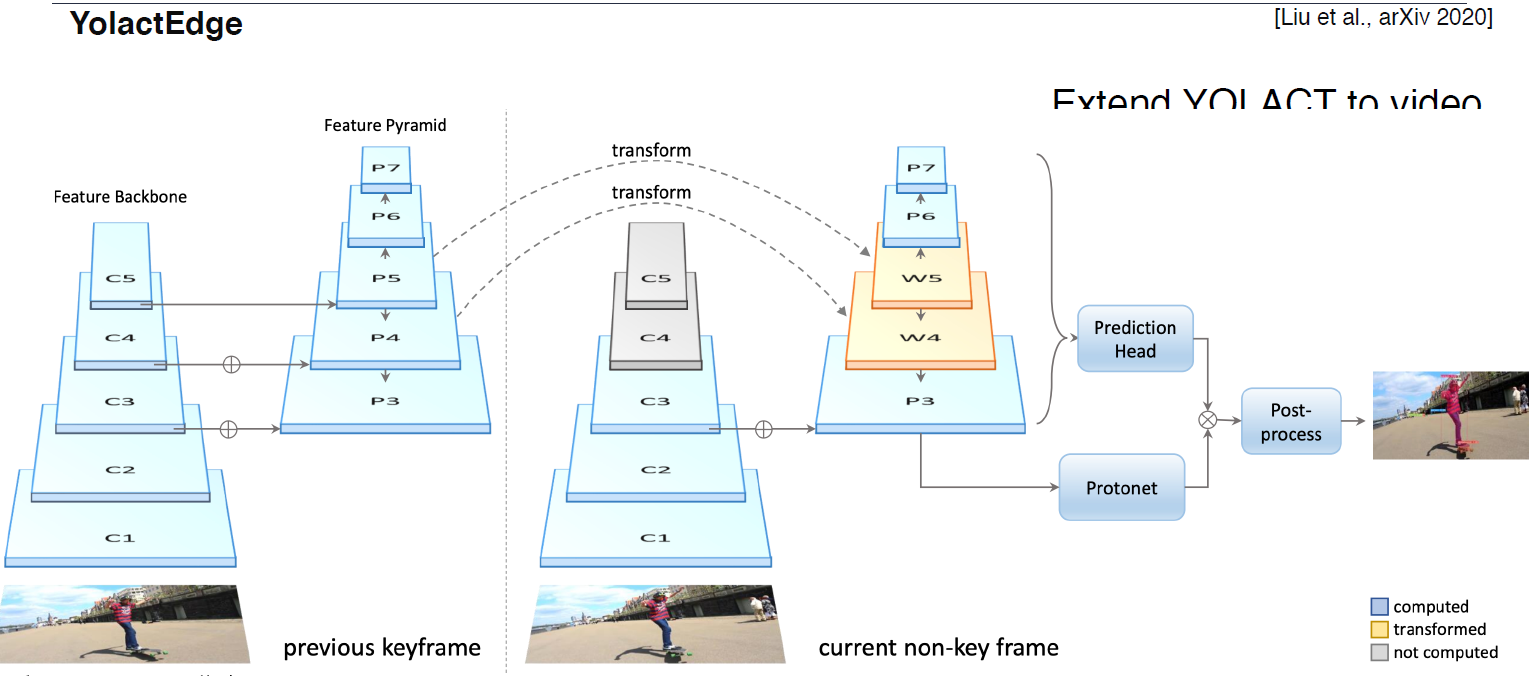 YolactEdge
[Liu et al., arXiv 2020]
Extend YOLACT to video
Feature Pyramid
Feature Backbone
transform
transform
P7
P6
P5
P4
P3
C5
C4
C3
C2
C1
C5
C4
C3
C2
C1
P7
P6
W5
W4
P3
Prediction
Head
Protonet
Post-
process
previous keyframe
current non-key frame
computed
transformed
not computed